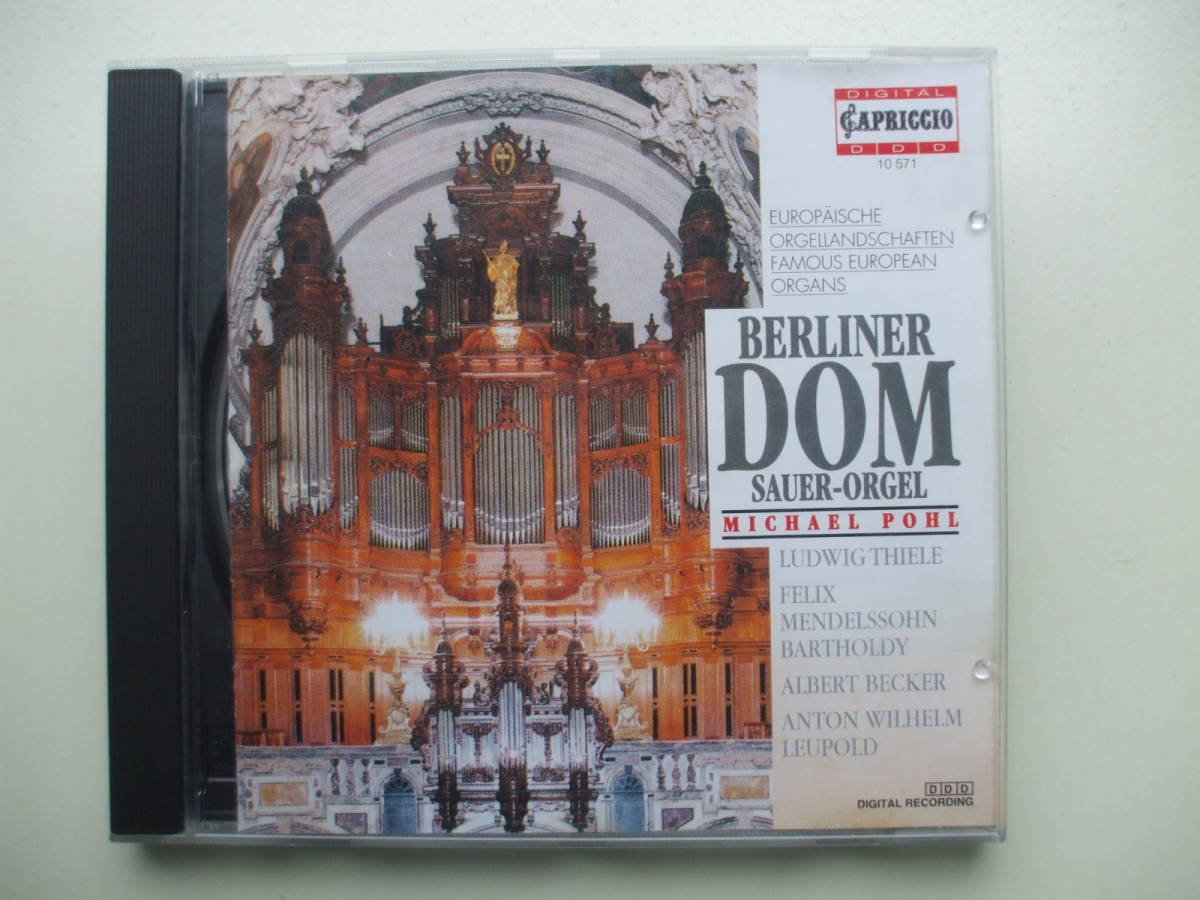 DIGITAL
CAPRICCIO
DDD
10 571
EUROPÄISCHE
ORGELLANDSCHAFTEN
FAMOUS EUROPEAN
ORGANS
BERLINER
DOM
SAUER-ORGEL
MICHAEL POHL
LUDWIG THIELE
FELIX
MENDELSSOHN
BARTHOLDY
ALBERT BECKER
ANTON WILHELM
LEUPOLD
DDD
DIGITAL RECORDING